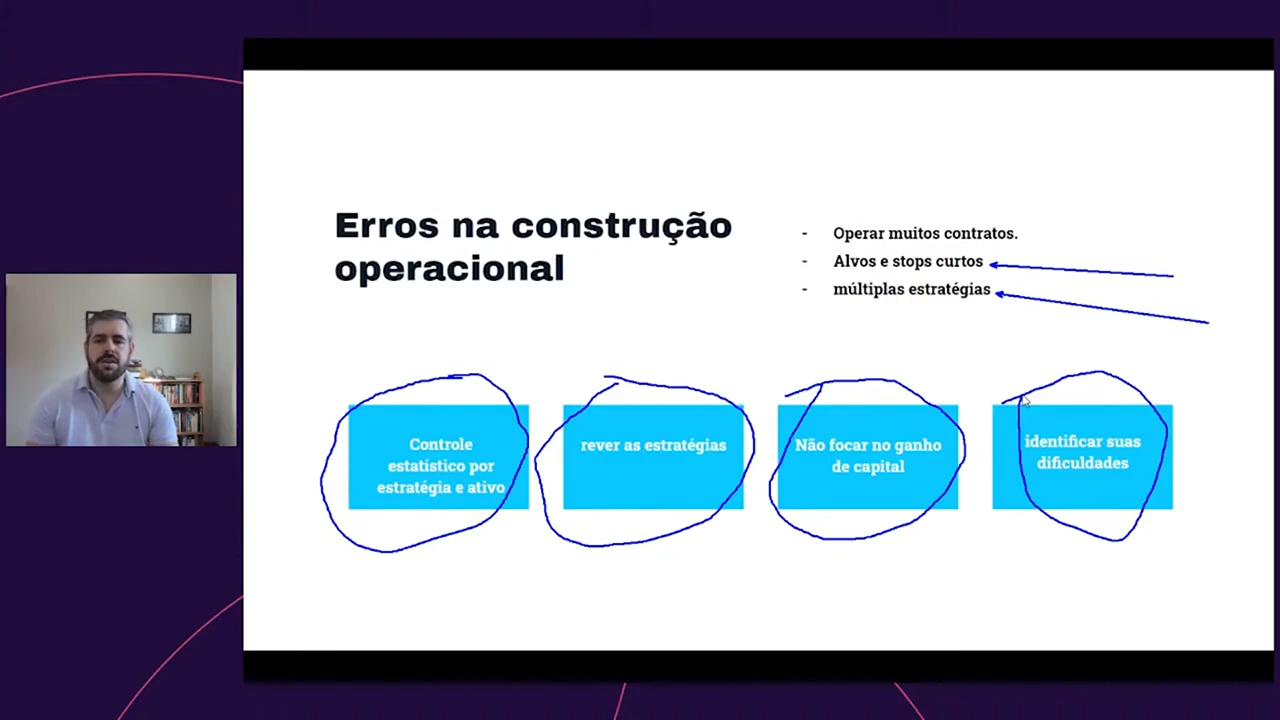 Erros na construção
operacional
- Operar muitos contratos.
- Alvos e stops curtos
- múltiplas estratégias
Controle
estatístico por
estratégia e ativo
rever as estratégias
Não focar no ganho
de capital
identificar suas
dificuldades